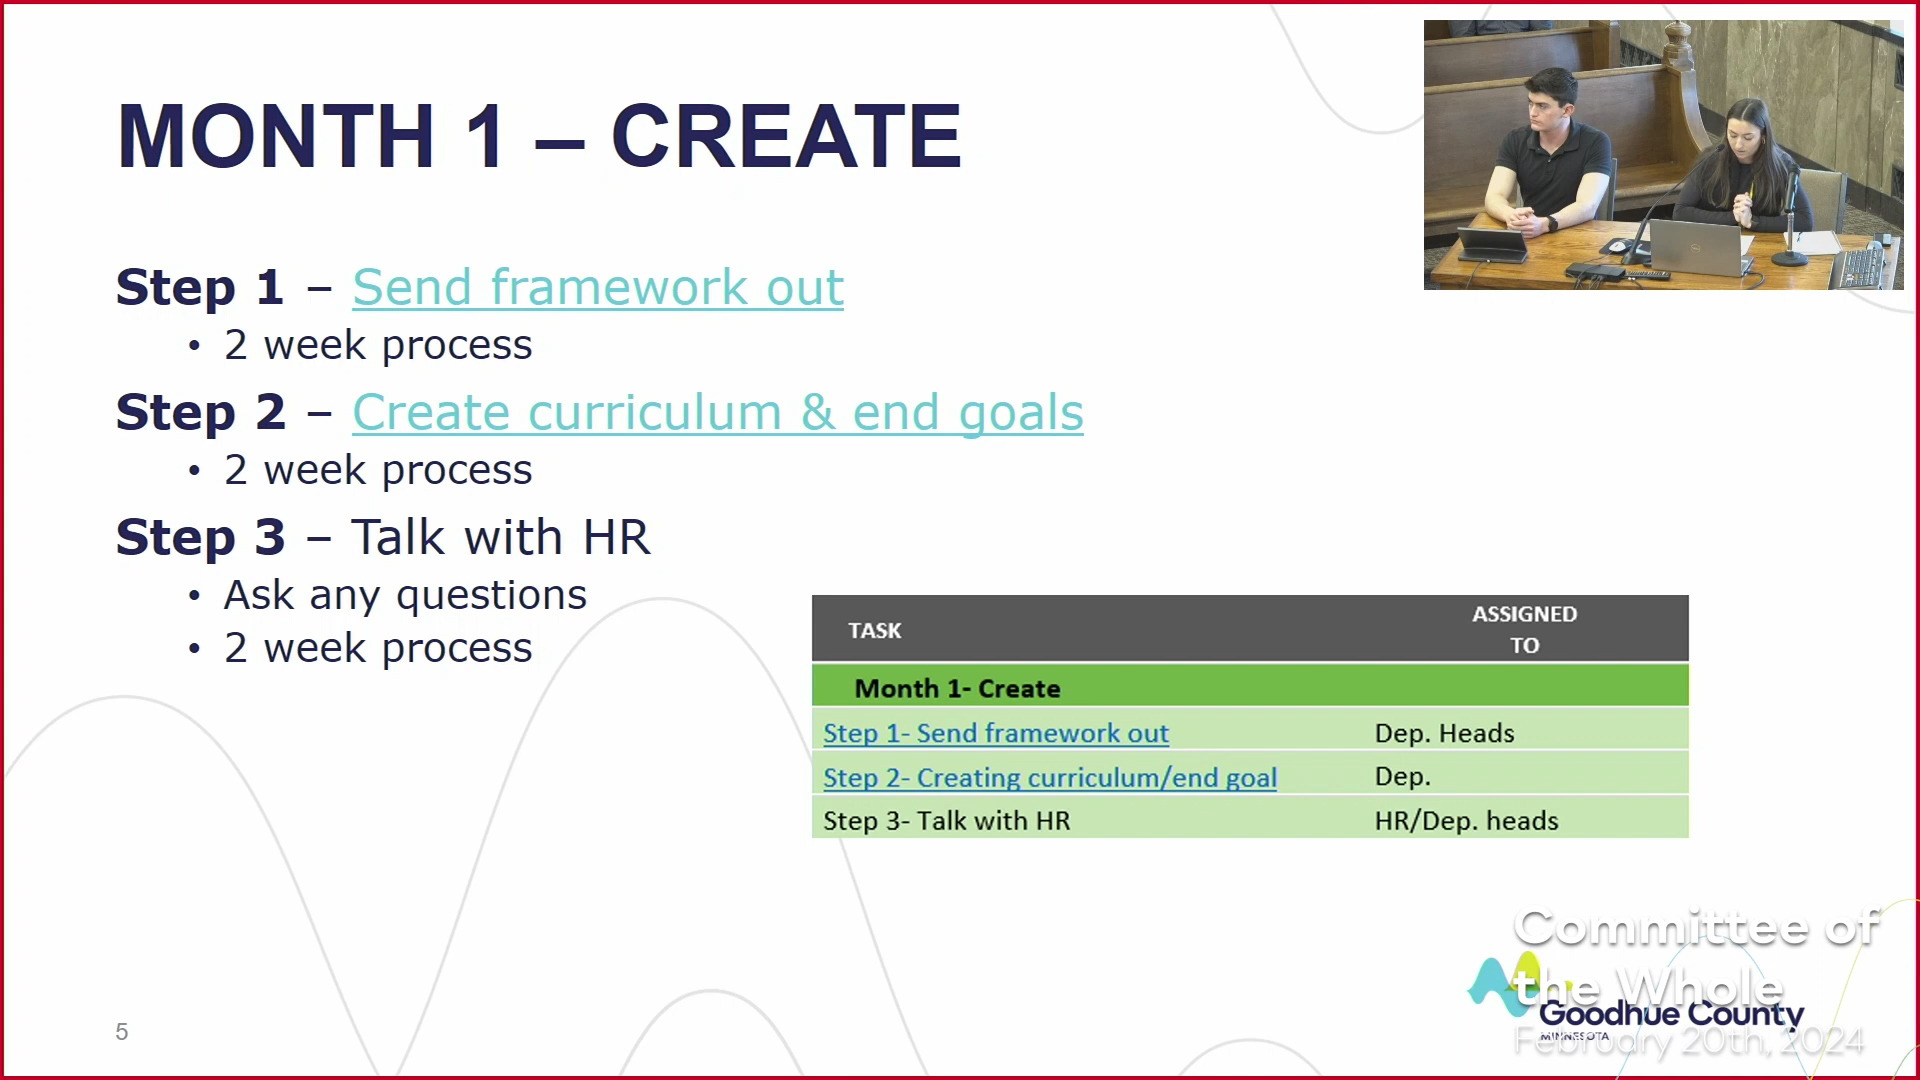 MONTH 1 – CREATE
Step 1 – Send framework out
• 2 week process
Step 2 – Create curriculum & end goals
• 2 week process
Step 3 – Talk with HR
• Ask any questions
• 2 week process
TASK
ASSIGNED
TO
Month 1- Create
Step 1- Send framework out
Dep. Heads
Step 2- Creating curriculum/end goal
Dep.
Step 3- Talk with HR
HR/Dep. heads
Committee of
the Whole
Goodhue County
MINNESOTA
February 20th, 2024
5